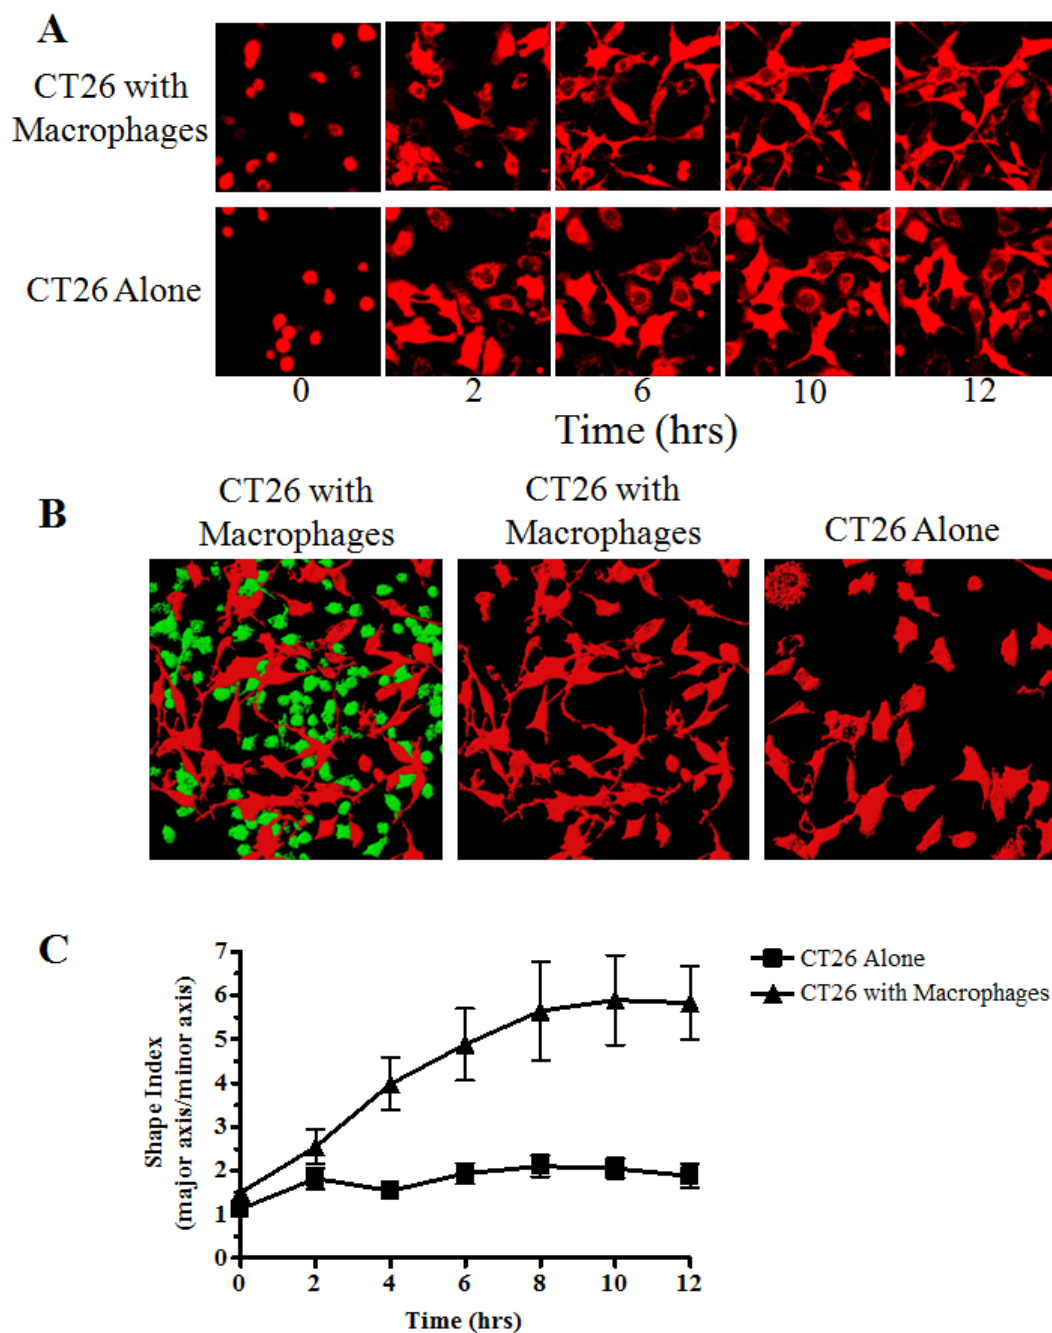 A
CT26 with
Macrophages
CT26 Alone
0 2 6 10 12
Time (hrs)
B
CT26 with
Macrophages
CT26 with
Macrophages
CT26 Alone
C
Shape Index
(major axis/minor axis)
7
6
5
4
3
2
1
0
0 2 4 6 8 10 12
Time (hrs)
CT26 Alone
CT26 with Macrophages